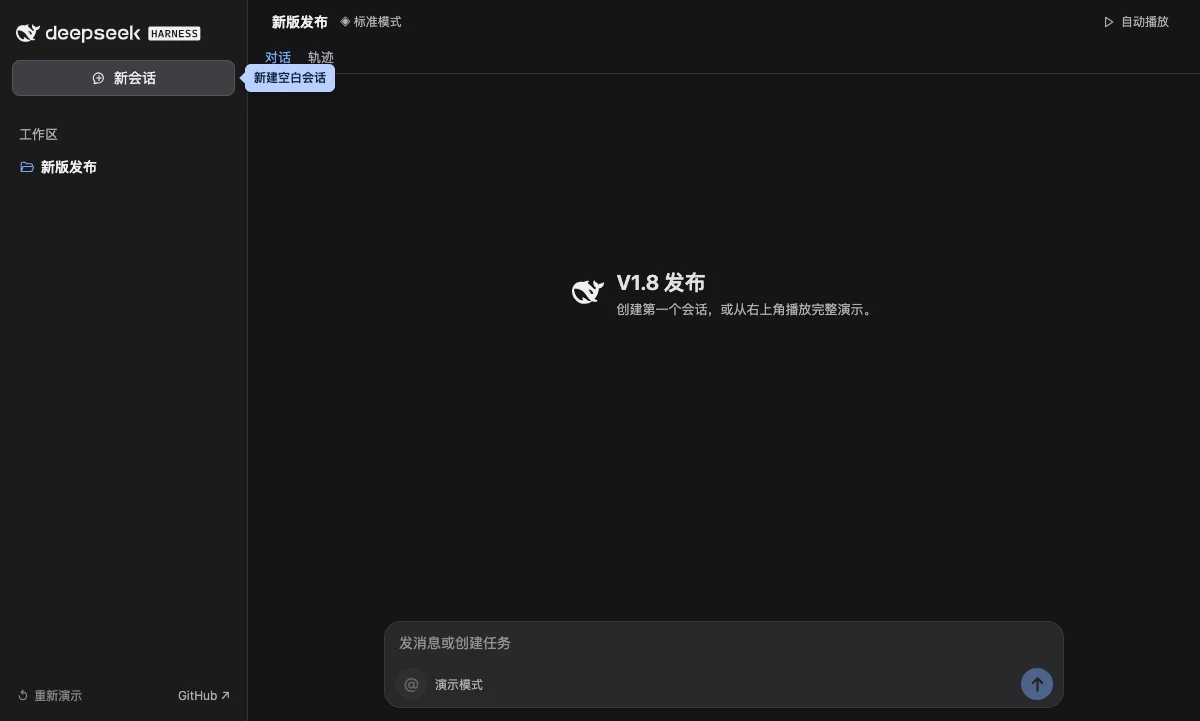 deepseek HARNESS
新会话
新建空白会话
工作区
新版发布
重新演示
GitHub
新版发布 标准模式
自动播放
对话 轨迹
V1.8 发布
创建第一个会话，或从右上角播放完整演示。
发消息或创建任务
@ 演示模式